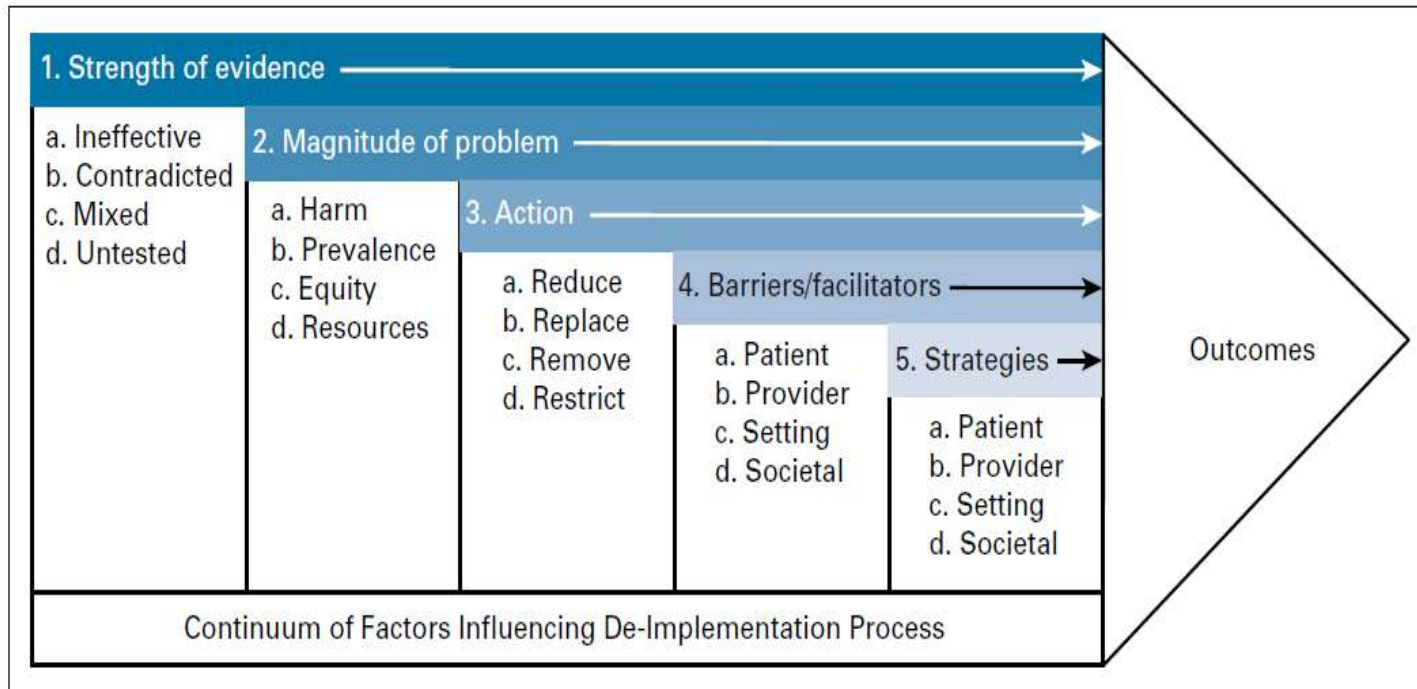 1. Strength of evidence
a. Ineffective
b. Contradicted
c. Mixed
d. Untested
2. Magnitude of problem
a. Harm
b. Prevalence
c. Equity
d. Resources
3. Action
a. Reduce
b. Replace
c. Remove
d. Restrict
4. Barriers/facilitators
a. Patient
b. Provider
c. Setting
d. Societal
5. Strategies
a. Patient
b. Provider
c. Setting
d. Societal
Outcomes
Continuum of Factors Influencing De-Implementation Process